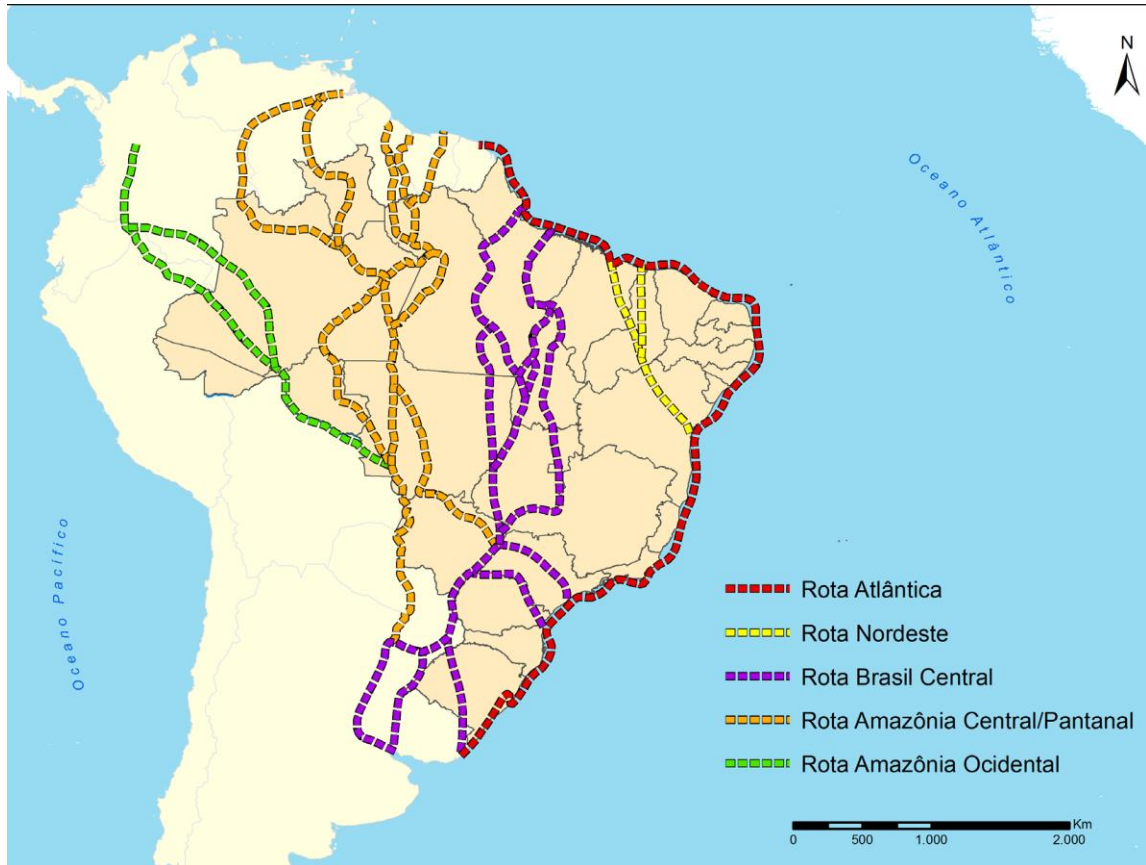 N
Oceano Atlântico
Oceano Pacífico
Rota Atlântica
Rota Nordeste
Rota Brasil Central
Rota Amazônia Central/Pantanal
Rota Amazônia Ocidental
Km
0 500 1.000 2.000